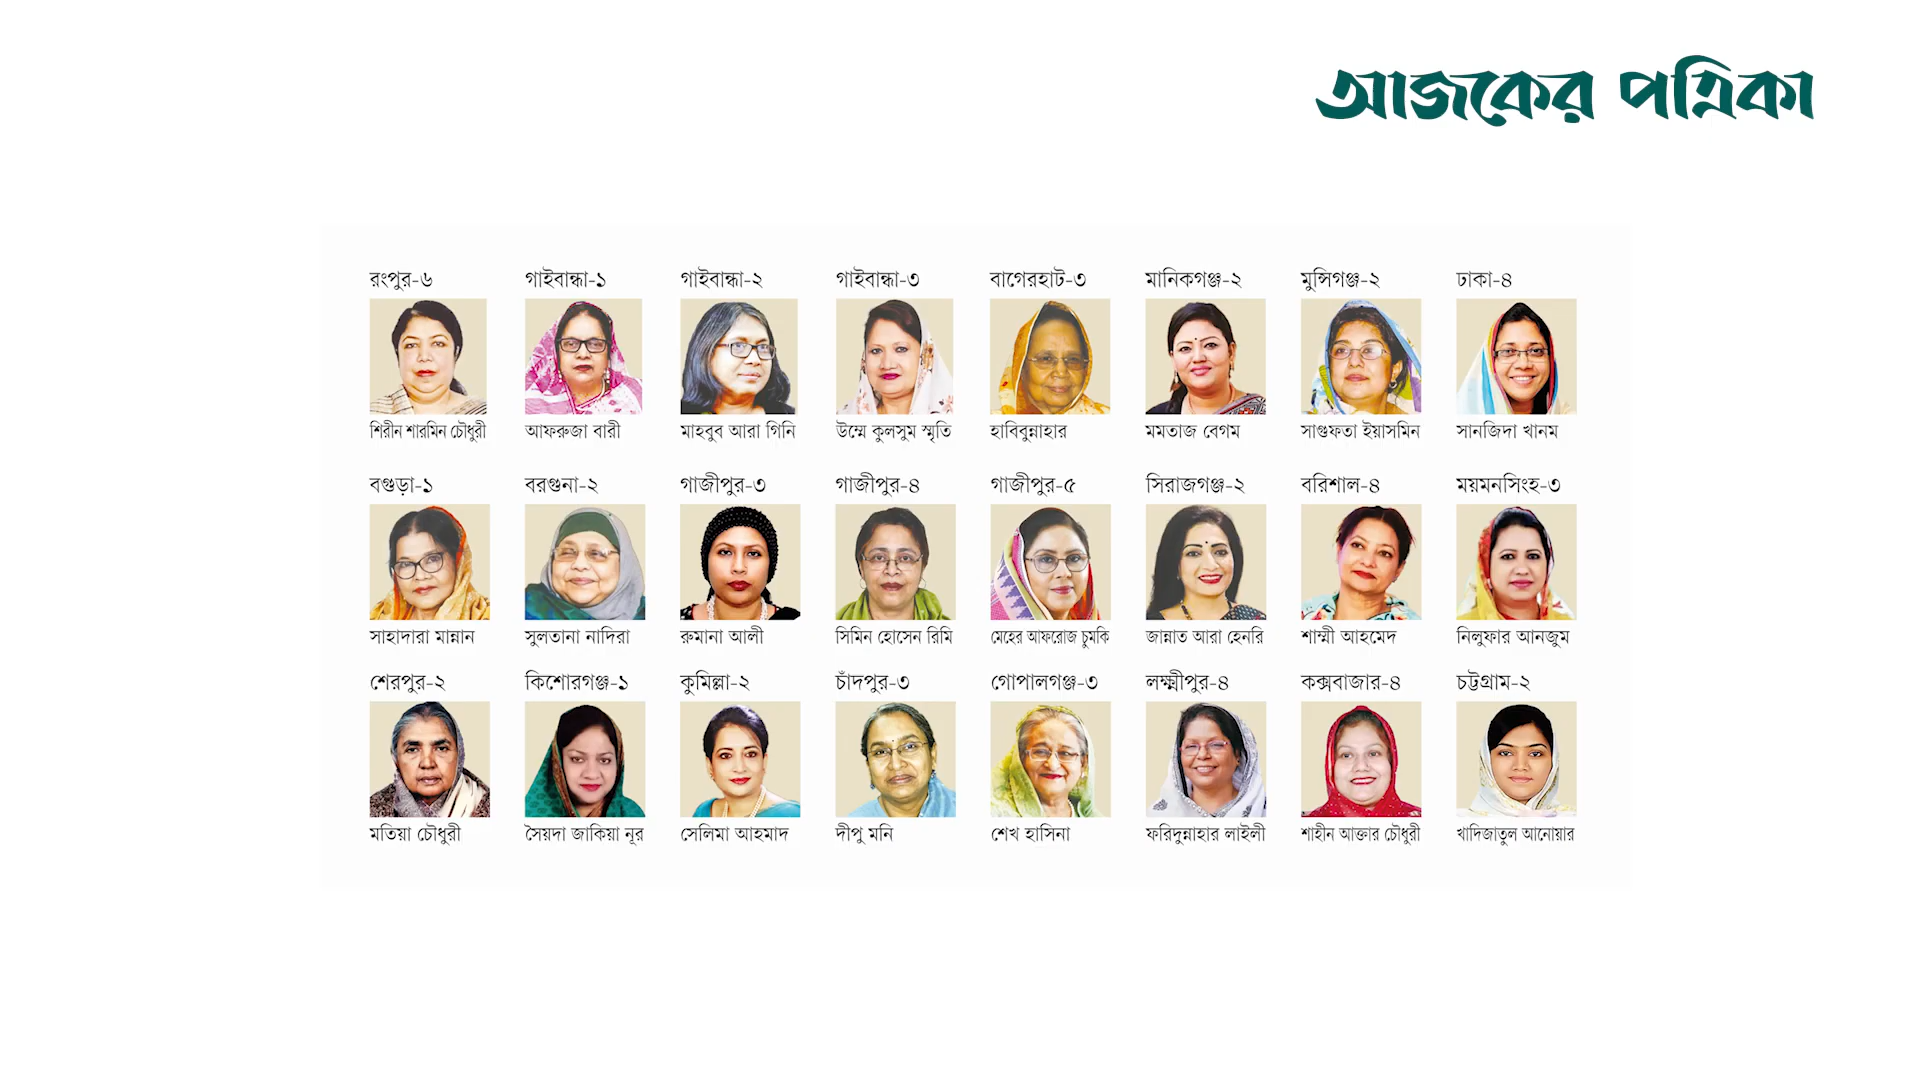 আজকের পত্রিকা
রংপুর-৬ গাইবান্ধা-১ গাইবান্ধা-২ গাইবান্ধা-৩ বাগেরহাট-৩ মানিকগঞ্জ-২ মুন্সিগঞ্জ-২ ঢাকা-৪
শিরীন শারমিন চৌধুরী আফরুজা বারী মাহবুব আরা গিনি উম্মে কুলসুম স্মৃতি হাবিবুন্নাহার মমতাজ বেগম সাগুফতা ইয়াসমিন সানজিদা খানম
বগুড়া-১ বরগুনা-২ গাজীপুর-৩ গাজীপুর-৪ গাজীপুর-৫ সিরাজগঞ্জ-২ বরিশাল-৪ ময়মনসিংহ-৩
সাহাদারা মান্নান সুলতানা নাদিরা রুমানা আলী সিমিন হোসেন রিমি মেহের আফরোজ চুমকি জান্নাত আরা হেনরি শাম্মী আহমেদ নিলুফার আনজুম
শেরপুর-২ কিশোরগঞ্জ-১ কুমিল্লা-২ চাঁদপুর-৩ গোপালগঞ্জ-৩ লক্ষ্মীপুর-৪ কক্সবাজার-৪ চট্টগ্রাম-২
মতিয়া চৌধুরী সৈয়দা জাকিয়া নূর সেলিমা আহমাদ দীপু মনি শেখ হাসিনা ফরিদুন্নাহার লাইলী শাহীন আক্তার চৌধুরী খাদিজাতুল আনোয়ার